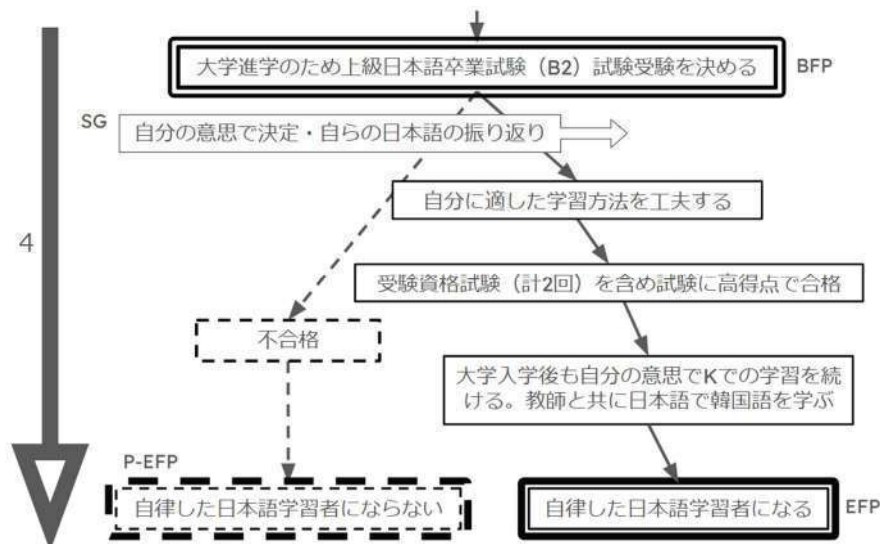 大学進学のため上級日本語卒業試験（B2）試験受験を決める
BFP
SG
自分の意思で決定・自らの日本語の振り返り
自分に適した学習方法を工夫する
4
受験資格試験（計2回）を含め試験に高得点で合格
不合格
大学入学後も自分の意思でKでの学習を続
ける。教師と共に日本語で韓国語を学ぶ
P-EFP
自律した日本語学習者にならない
自律した日本語学習者になる
EFP